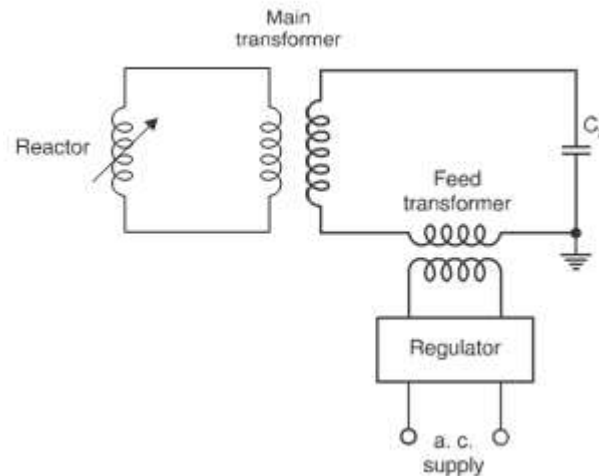 Main
transformer
Reactor
C
Feed
transformer
Regulator
a. c.
supply